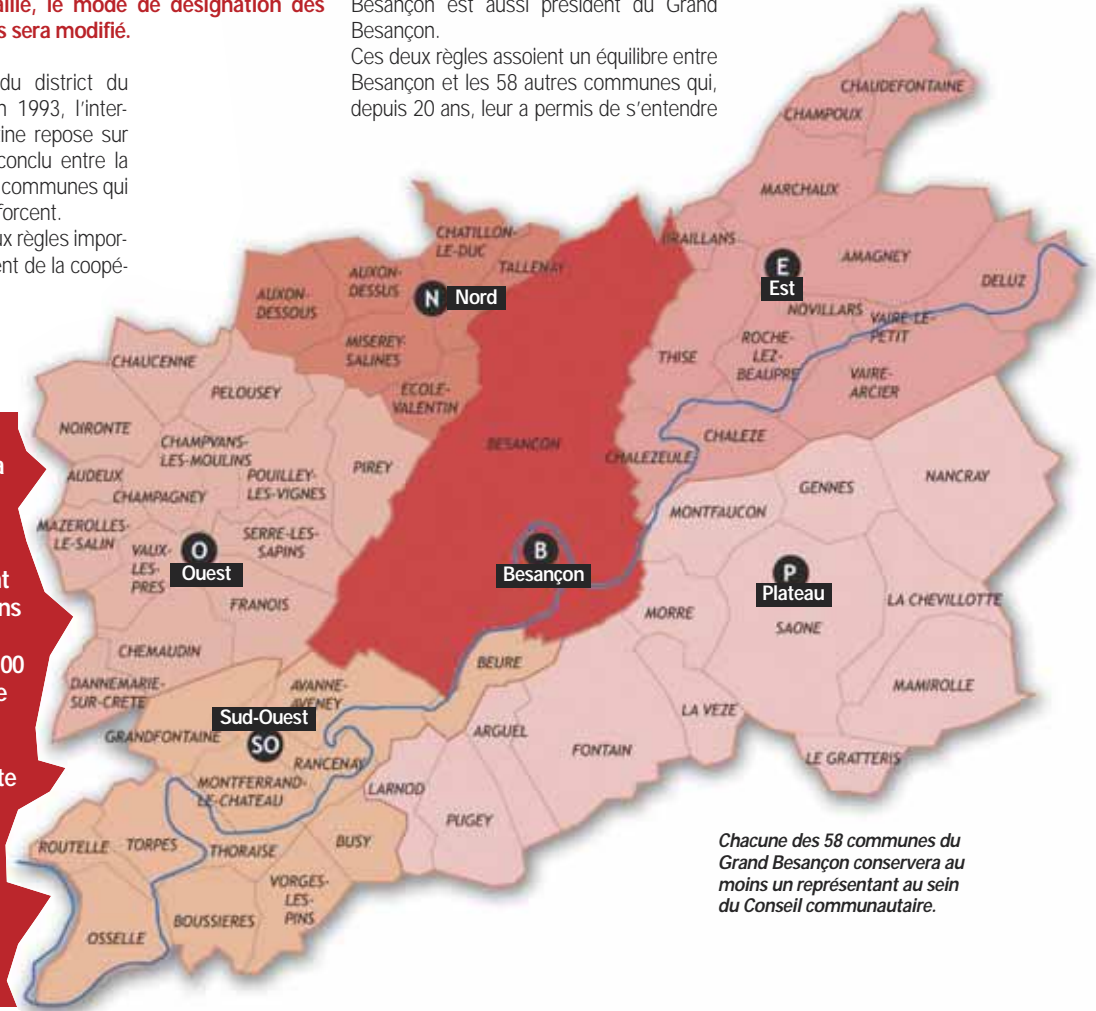 aille, le mode de désignation des
s sera modifié.
du district du
n 1993, l'inter-
ine repose sur
conclu entre la
communes qui
forcent.
ux règles impor-
ent de la coopé-
Besançon est aussi président du Grand
Besançon.
Ces deux règles assoient un équilibre entre
Besançon et les 58 autres communes qui,
depuis 20 ans, leur a permis de s'entendre
a
t
ns
00
e
te
CHAUDEFONTAINE
CHAMPOUX
MARCHAUX
BRAILLANS
AMAGNEY
DELUZ
E
Est
NOVILLARS
VAIRE-LE-
PETIT
ROCHE-
LEZ-
BEAUPRE
THISE
VAIRE-
ARCIER
CHALEZE
CHALEZEULE
CHATILLON-
LE-DUC
TALLENAY
AUXON-
DESSUS
AUXON-
DESSOUS
N
Nord
MISEREY-
SALINES
ECOLE-
VALENTIN
CHAUCENNE
PELOUSEY
NOIRONTE
CHAMPVANS-
LES-MOULINS
AUDEUX
POUILLEY-
LES-VIGNES
PIREY
CHAMPAGNEY
MAZEROLLES-
LE-SALIN
SERRE-LES-
SAPINS
VAUX-
LES-
PRES
O
Ouest
FRANOIS
CHEMAUDIN
DANNEMARIE-
SUR-CRETE
BESANCON
B
Besançon
NANCRAY
GENNES
MONTFAUCON
P
Plateau
MORRE
SAONE
LA CHEVILLOTTE
MAMIROLLE
LA VEZE
LE GRATTERIS
FONTAIN
ARGUEL
LARNOD
PUGEY
BEURE
AVANNE-
AVENEY
Sud-Ouest
SO
GRANDFONTAINE
RANCENAY
MONTFERRAND-
LE-CHATEAU
ROUTELLE
TORPES
THORAISE
BUSY
VORGES-
LES-
PINS
BOUSSIERES
OSSELLE
Chacune des 58 communes du
Grand Besançon conservera au
moins un représentant au sein
du Conseil communautaire.